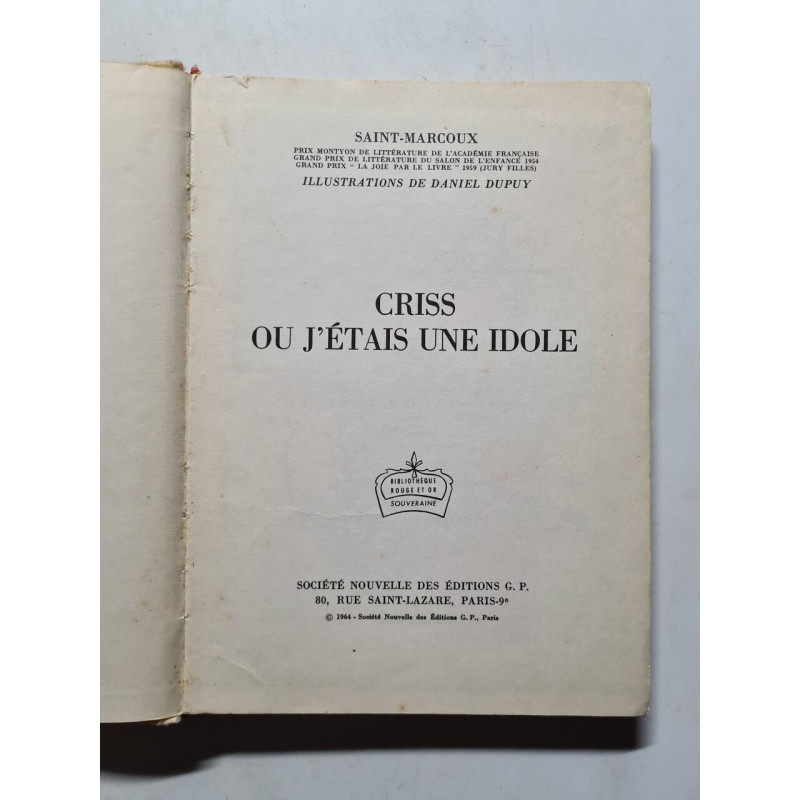 SAINT-MARCOUX
PRIX MONTYON DE LITTÉRATURE DE L'ACADÉMIE FRANÇAISE
GRAND PRIX DE LITTÉRATURE DU SALON DE L'ENFANCE 1954
GRAND PRIX " LA JOIE PAR LE LIVRE " 1959 (JURY FILLES)
ILLUSTRATIONS DE DANIEL DUPUY
CRISS
OU J'ÉTAIS UNE IDOLE
BIBLIOTHÈQUE
ROUGE ET OR
SOUVERAINE
SOCIÉTÉ NOUVELLE DES ÉDITIONS G. P.
80, RUE SAINT-LAZARE, PARIS-9e
© 1964 - Société Nouvelle des Éditions G. P., Paris